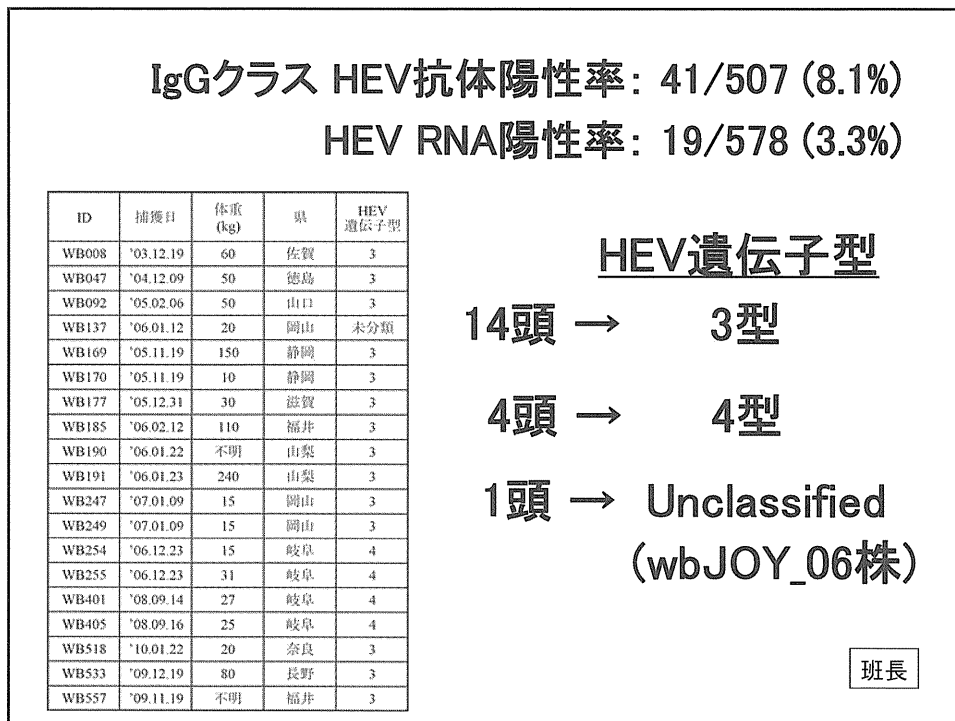 IgGクラス HEV抗体陽性率: 41/507 (8.1%)
HEV RNA陽性率: 19/578 (3.3%)
ID 捕獲日 体重(kg) 県 HEV遺伝子型
WB008 '03.12.19 60 佐賀 3
WB047 '04.12.09 50 徳島 3
WB092 '05.02.06 50 山口 3
WB137 '06.01.12 20 岡山 未分類
WB169 '05.11.19 150 静岡 3
WB170 '05.11.19 10 静岡 3
WB177 '05.12.31 30 滋賀 3
WB185 '06.02.12 110 福井 3
WB190 '06.01.22 不明 山梨 3
WB191 '06.01.23 240 山梨 3
WB247 '07.01.09 15 岡山 3
WB249 '07.01.09 15 岡山 3
WB254 '06.12.23 15 岐阜 4
WB255 '06.12.23 31 岐阜 4
WB401 '08.09.14 27 岐阜 4
WB405 '08.09.16 25 岐阜 4
WB518 '10.01.22 20 奈良 3
WB533 '09.12.19 80 長野 3
WB557 '09.11.19 不明 福井 3
HEV遺伝子型
14頭 → 3型
4頭 → 4型
1頭 → Unclassified
(wbJOY_06株)
班長